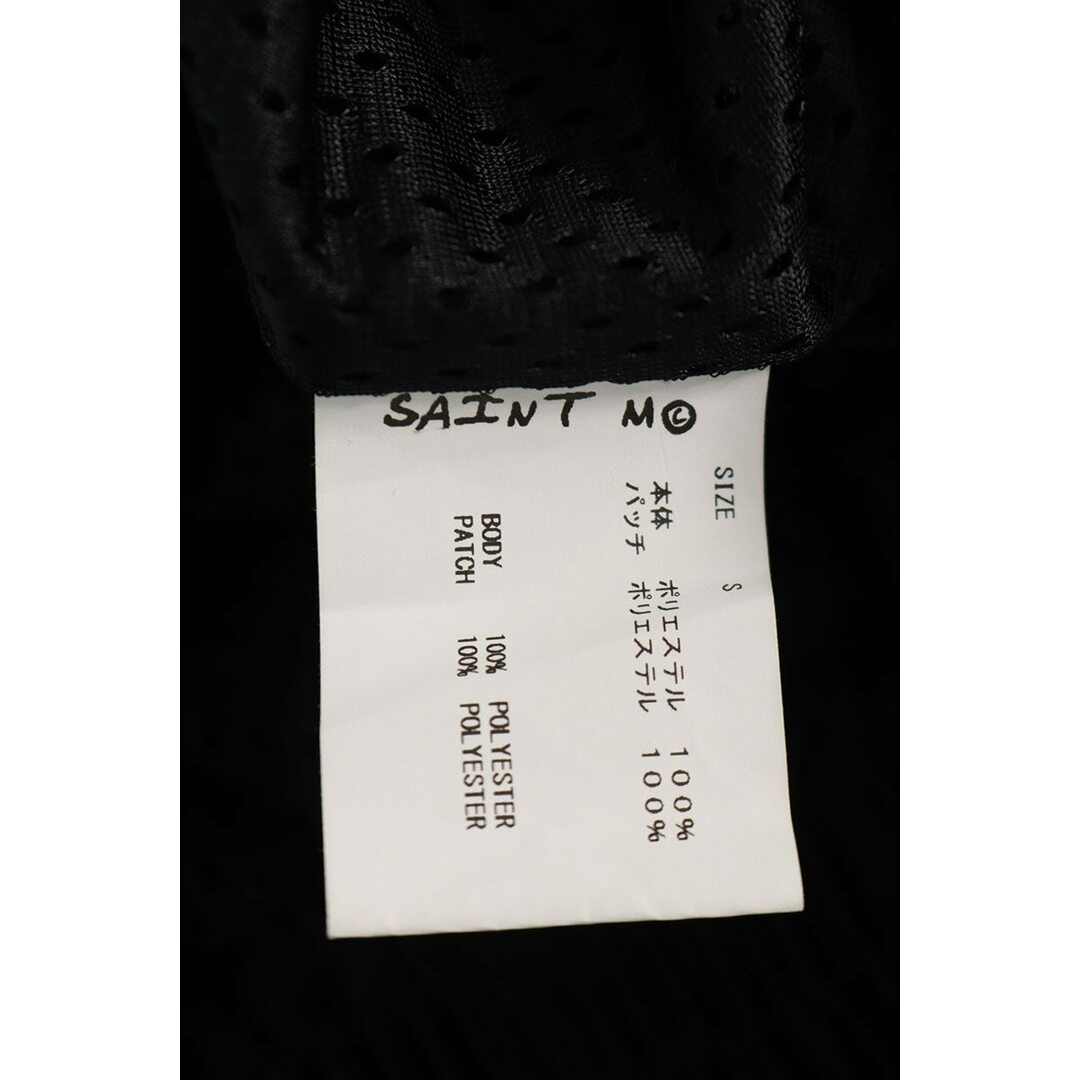 SAINT M©
SIZE S
本体 ポリエステル 100%
パッチ ポリエステル 100%
BODY 100% POLYESTER
PATCH 100% POLYESTER